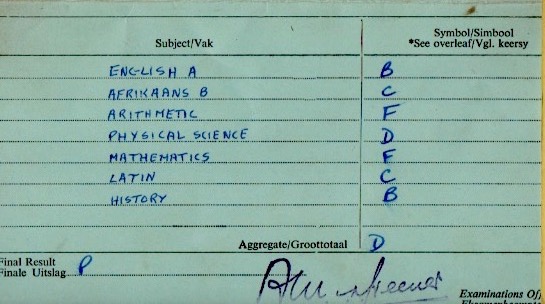 Subject/Vak
Symbol/Simbool
*See overleaf/Vgl. keersy
ENGLISH A B
AFRIKAANS B C
ARITHMETIC F
PHYSICAL SCIENCE D
MATHEMATICS F
LATIN C
HISTORY B
Aggregate/Groottotaal D
Final Result
Finale Uitslag P
Examinations Of